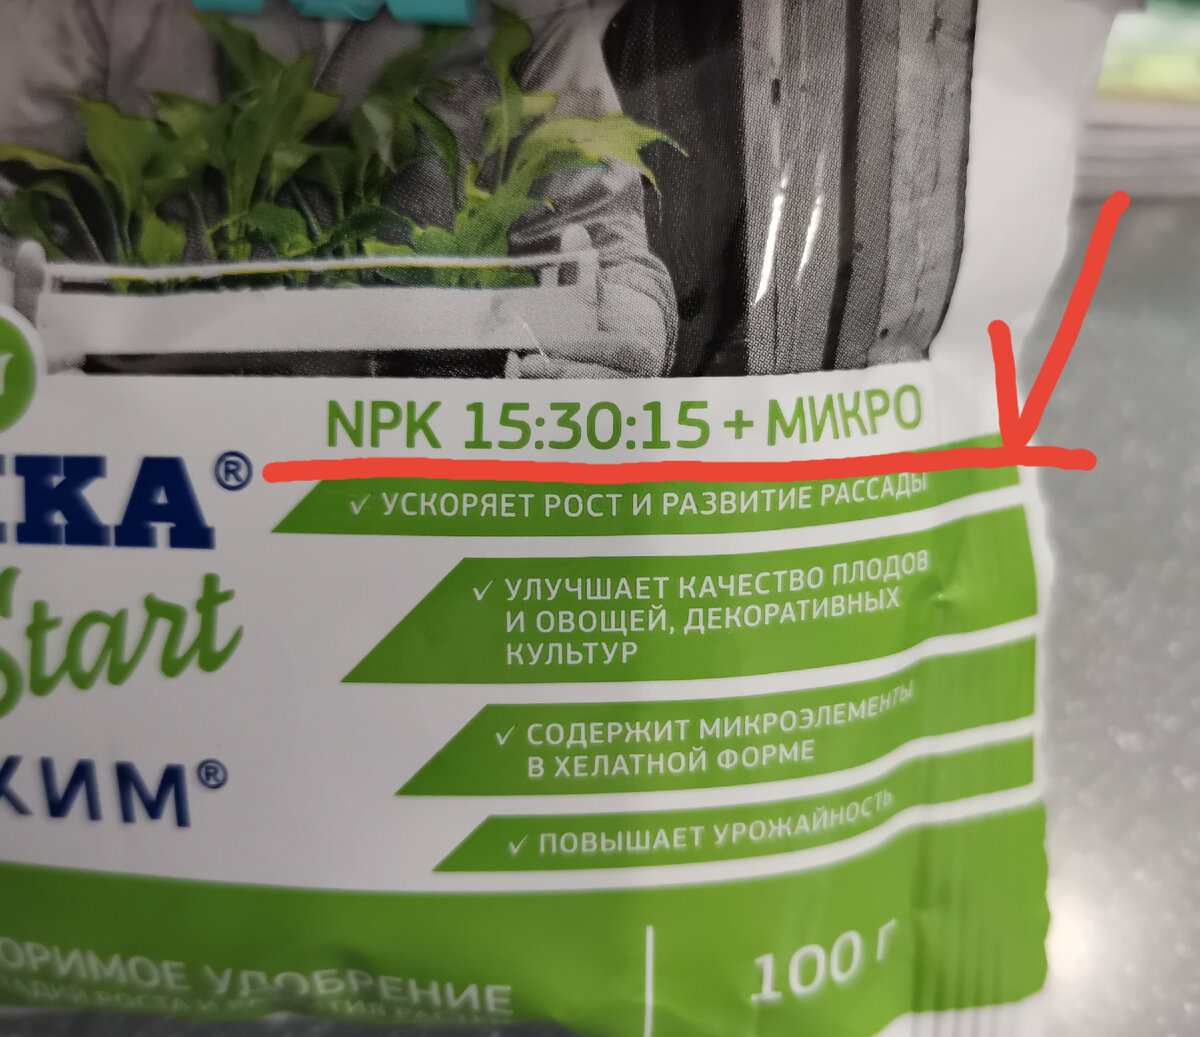 NPK 15:30:15 + МИКРО
КА®
✓ УСКОРЯЕТ РОСТ И РАЗВИТИЕ РАССАДЫ
Start
✓ УЛУЧШАЕТ КАЧЕСТВО ПЛОДОВ
И ОВОЩЕЙ, ДЕКОРАТИВНЫХ
КУЛЬТУР
✓ СОДЕРЖИТ МИКРОЭЛЕМЕНТЫ
В ХЕЛАТНОЙ ФОРМЕ
ХИМ®
✓ ПОВЫШАЕТ УРОЖАЙНОСТЬ
ОРИМОЕ УДОБРЕНИЕ
100 г